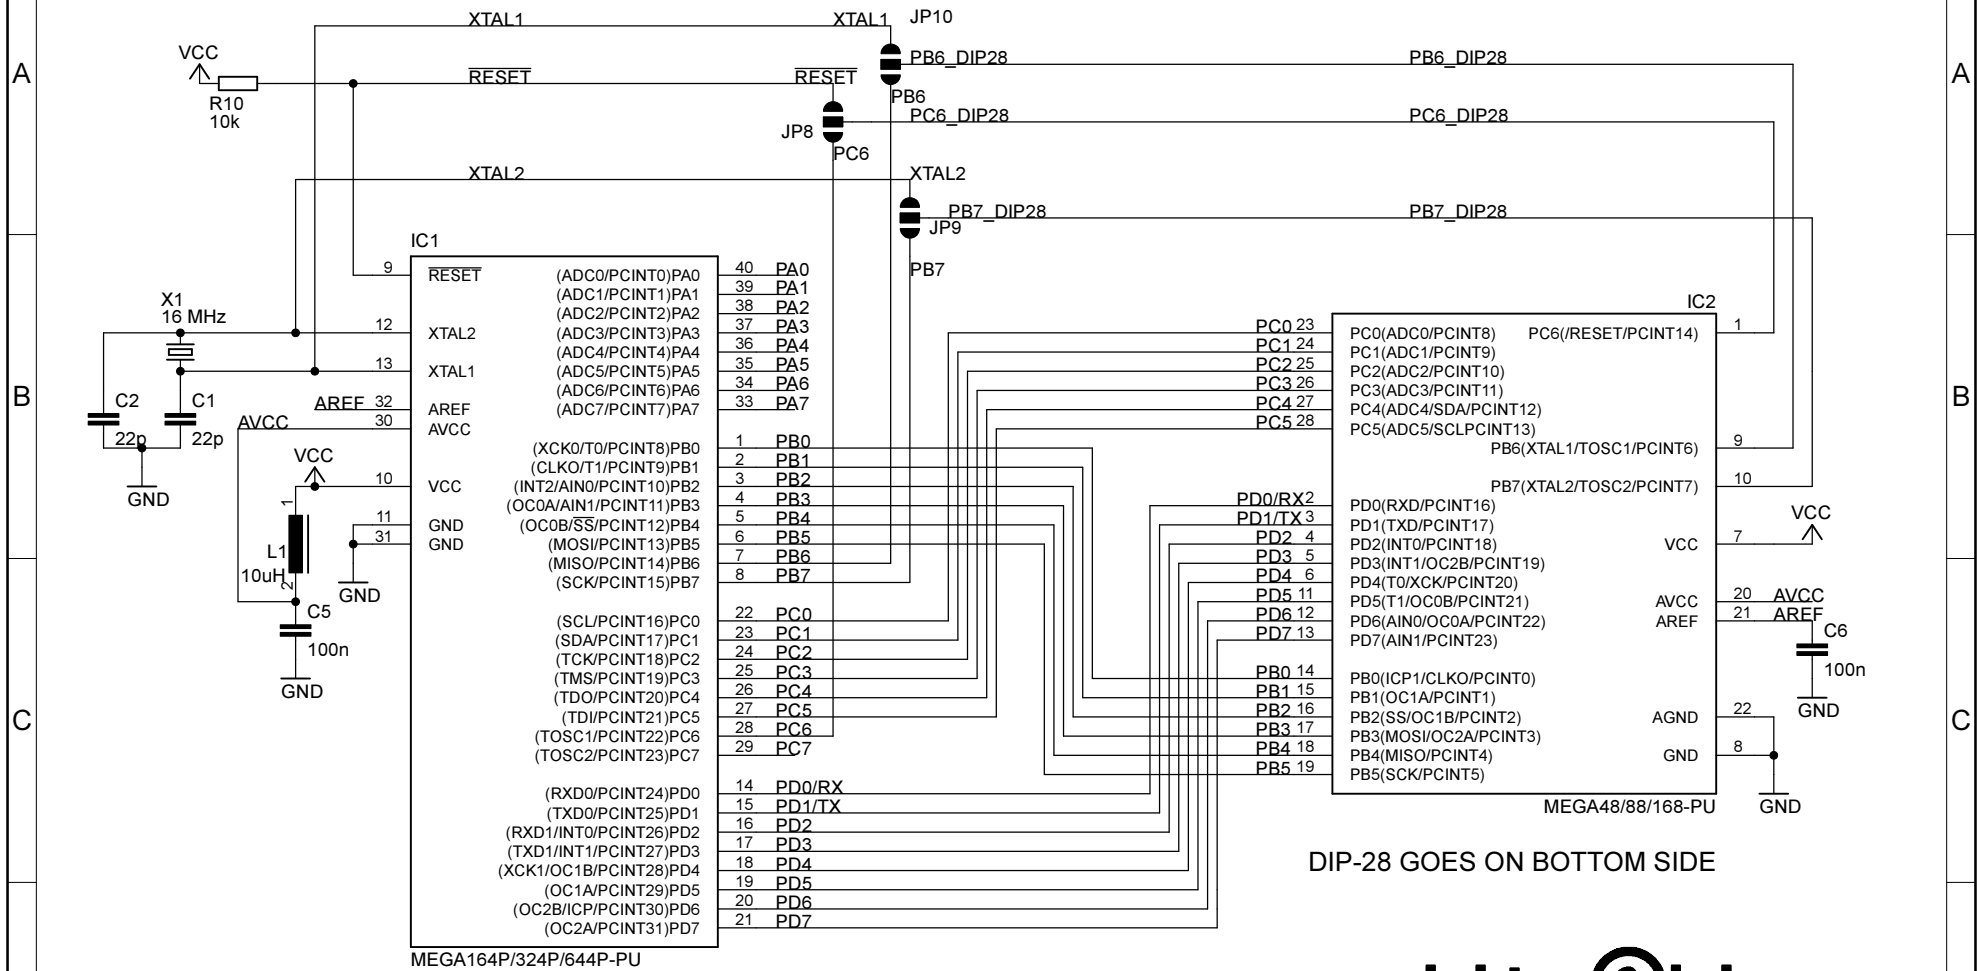 XTAL1
XTAL1
JP10
VCC
PB6_DIP28
PB6_DIP28
A
A
RESET
RESET
R10
10k
PB6
PC6_DIP28
PC6_DIP28
JP8
PC6
XTAL2
XTAL2
PB7_DIP28
PB7_DIP28
JP9
PB7
IC1
9 RESET
(ADC0/PCINT0)PA0 40 PA0
(ADC1/PCINT1)PA1 39 PA1
(ADC2/PCINT2)PA2 38 PA2
(ADC3/PCINT3)PA3 37 PA3
(ADC4/PCINT4)PA4 36 PA4
(ADC5/PCINT5)PA5 35 PA5
(ADC6/PCINT6)PA6 34 PA6
(ADC7/PCINT7)PA7 33 PA7
X1
16 MHz
12 XTAL2
13 XTAL1
AREF 32 AREF
AVCC 30 AVCC
B
B
C2
22p
C1
22p
GND
VCC
10 VCC
11 GND
31 GND
GND
1
L1
10uH
2
C5
100n
GND
(XCK0/T0/PCINT8)PB0 1 PB0
(CLKO/T1/PCINT9)PB1 2 PB1
(INT2/AIN0/PCINT10)PB2 3 PB2
(OC0A/AIN1/PCINT11)PB3 4 PB3
(OC0B/SS/PCINT12)PB4 5 PB4
(MOSI/PCINT13)PB5 6 PB5
(MISO/PCINT14)PB6 7 PB6
(SCK/PCINT15)PB7 8 PB7
(SCL/PCINT16)PC0 22 PC0
(SDA/PCINT17)PC1 23 PC1
(TCK/PCINT18)PC2 24 PC2
(TMS/PCINT19)PC3 25 PC3
(TDO/PCINT20)PC4 26 PC4
(TDI/PCINT21)PC5 27 PC5
(TOSC1/PCINT22)PC6 28 PC6
(TOSC2/PCINT23)PC7 29 PC7
(RXD0/PCINT24)PD0 14 PD0/RX
(TXD0/PCINT25)PD1 15 PD1/TX
(RXD1/INT0/PCINT26)PD2 16 PD2
(TXD1/INT1/PCINT27)PD3 17 PD3
(XCK1/OC1B/PCINT28)PD4 18 PD4
(OC1A/PCINT29)PD5 19 PD5
(OC2B/ICP/PCINT30)PD6 20 PD6
(OC2A/PCINT31)PD7 21 PD7
MEGA164P/324P/644P-PU
IC2
PC0 23 PC0(ADC0/PCINT8)
PC1 24 PC1(ADC1/PCINT9)
PC2 25 PC2(ADC2/PCINT10)
PC3 26 PC3(ADC3/PCINT11)
PC4 27 PC4(ADC4/SDA/PCINT12)
PC5 28 PC5(ADC5/SCLPCINT13)
PC6(/RESET/PCINT14) 1
PB6(XTAL1/TOSC1/PCINT6) 9
PB7(XTAL2/TOSC2/PCINT7) 10
PD0/RX 2 PD0(RXD/PCINT16)
PD1/TX 3 PD1(TXD/PCINT17)
PD2 4 PD2(INT0/PCINT18)
PD3 5 PD3(INT1/OC2B/PCINT19)
PD4 6 PD4(T0/XCK/PCINT20)
PD5 11 PD5(T1/OC0B/PCINT21)
PD6 12 PD6(AIN0/OC0A/PCINT22)
PD7 13 PD7(AIN1/PCINT23)
VCC
VCC 7
AVCC 20 AVCC
AREF 21 AREF
C6
100n
GND
PB0 14 PB0(ICP1/CLKO/PCINT0)
PB1 15 PB1(OC1A/PCINT1)
PB2 16 PB2(SS/OC1B/PCINT2)
PB3 17 PB3(MOSI/OC2A/PCINT3)
PB4 18 PB4(MISO/PCINT4)
PB5 19 PB5(SCK/PCINT5)
AGND 22
GND 8
GND
C
C
MEGA48/88/168-PU
DIP-28 GOES ON BOTTOM SIDE